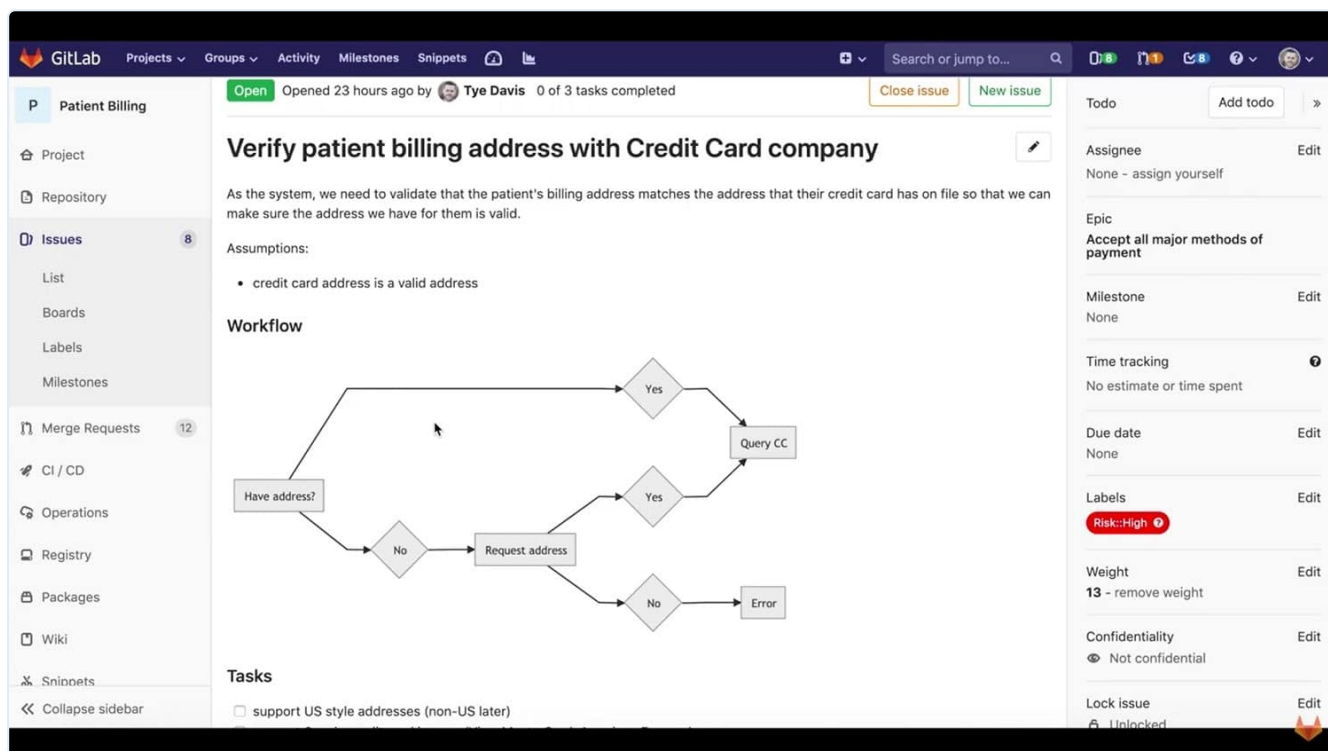 GitLab Projects Groups Activity Milestones Snippets Search or jump to... 8 1 8
P Patient Billing
Project
Repository
Issues 8
List
Boards
Labels
Milestones
Merge Requests 12
CI / CD
Operations
Registry
Packages
Wiki
Snippets
Collapse sidebar
Open Opened 23 hours ago by Tye Davis 0 of 3 tasks completed Close issue New issue
Verify patient billing address with Credit Card company
As the system, we need to validate that the patient's billing address matches the address that their credit card has on file so that we can
make sure the address we have for them is valid.
Assumptions:
• credit card address is a valid address
Workflow
Yes
Query CC
Have address?
Yes
No
Request address
No
Error
Tasks
support US style addresses (non-US later)
Todo Add todo »
Assignee Edit
None - assign yourself
Epic
Accept all major methods of
payment
Milestone Edit
None
Time tracking
No estimate or time spent
Due date Edit
None
Labels Edit
Risk::High
Weight Edit
13 - remove weight
Confidentiality Edit
Not confidential
Lock issue Edit
Unlocked